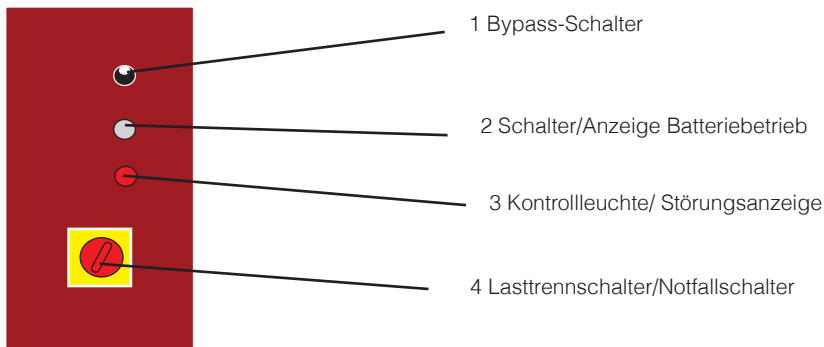 1 Bypass-Schalter
2 Schalter/Anzeige Batteriebetrieb
3 Kontrollleuchte/ Störungsanzeige
4 Lasttrennschalter/Notfallschalter